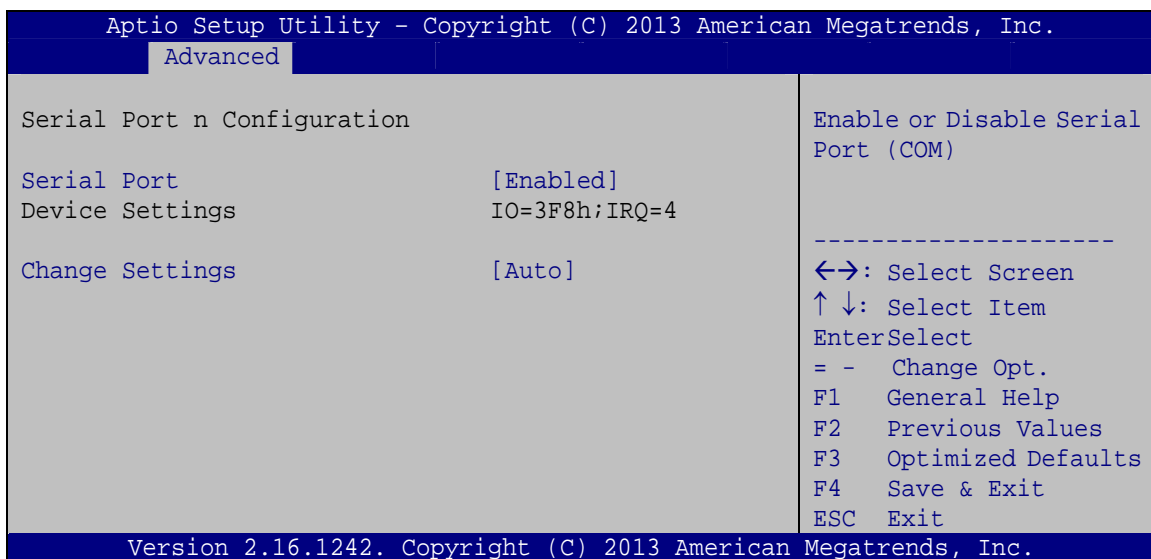 Aptio Setup Utility – Copyright (C) 2013 American Megatrends, Inc.
Advanced
Serial Port n Configuration
Serial Port [Enabled]
Device Settings IO=3F8h;IRQ=4
Change Settings [Auto]
Enable or Disable Serial
Port (COM)
---------------------
←→: Select Screen
↑ ↓: Select Item
EnterSelect
= - Change Opt.
F1 General Help
F2 Previous Values
F3 Optimized Defaults
F4 Save & Exit
ESC Exit
Version 2.16.1242. Copyright (C) 2013 American Megatrends, Inc.